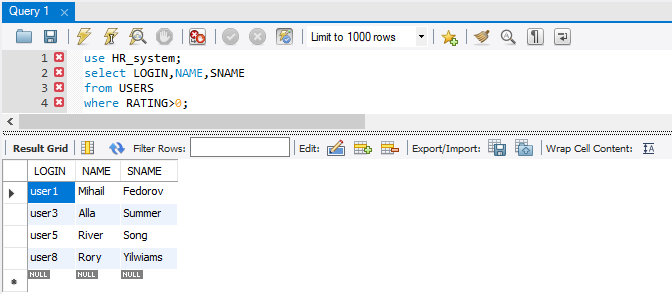 Query 1
Limit to 1000 rows
1 use HR_system;
2 select LOGIN,NAME,SNAME
3 from USERS
4 where RATING>0;
Result Grid Filter Rows: Edit: Export/Import: Wrap Cell Content:
LOGIN NAME SNAME
user1 Mihail Fedorov
user3 Alla Summer
user5 River Song
user8 Rory Yilwiams
NULL NULL NULL